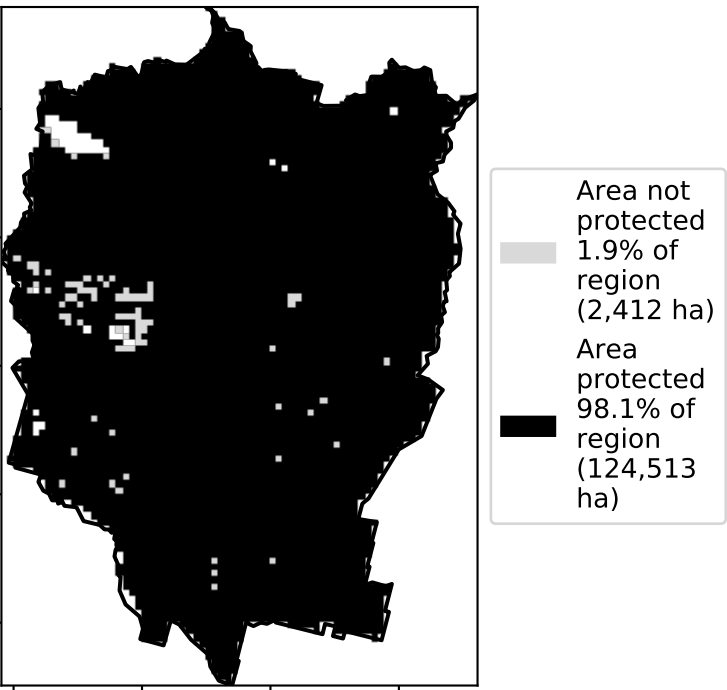 Area not
protected
1.9% of
region
(2,412 ha)
Area
protected
98.1% of
region
(124,513
ha)